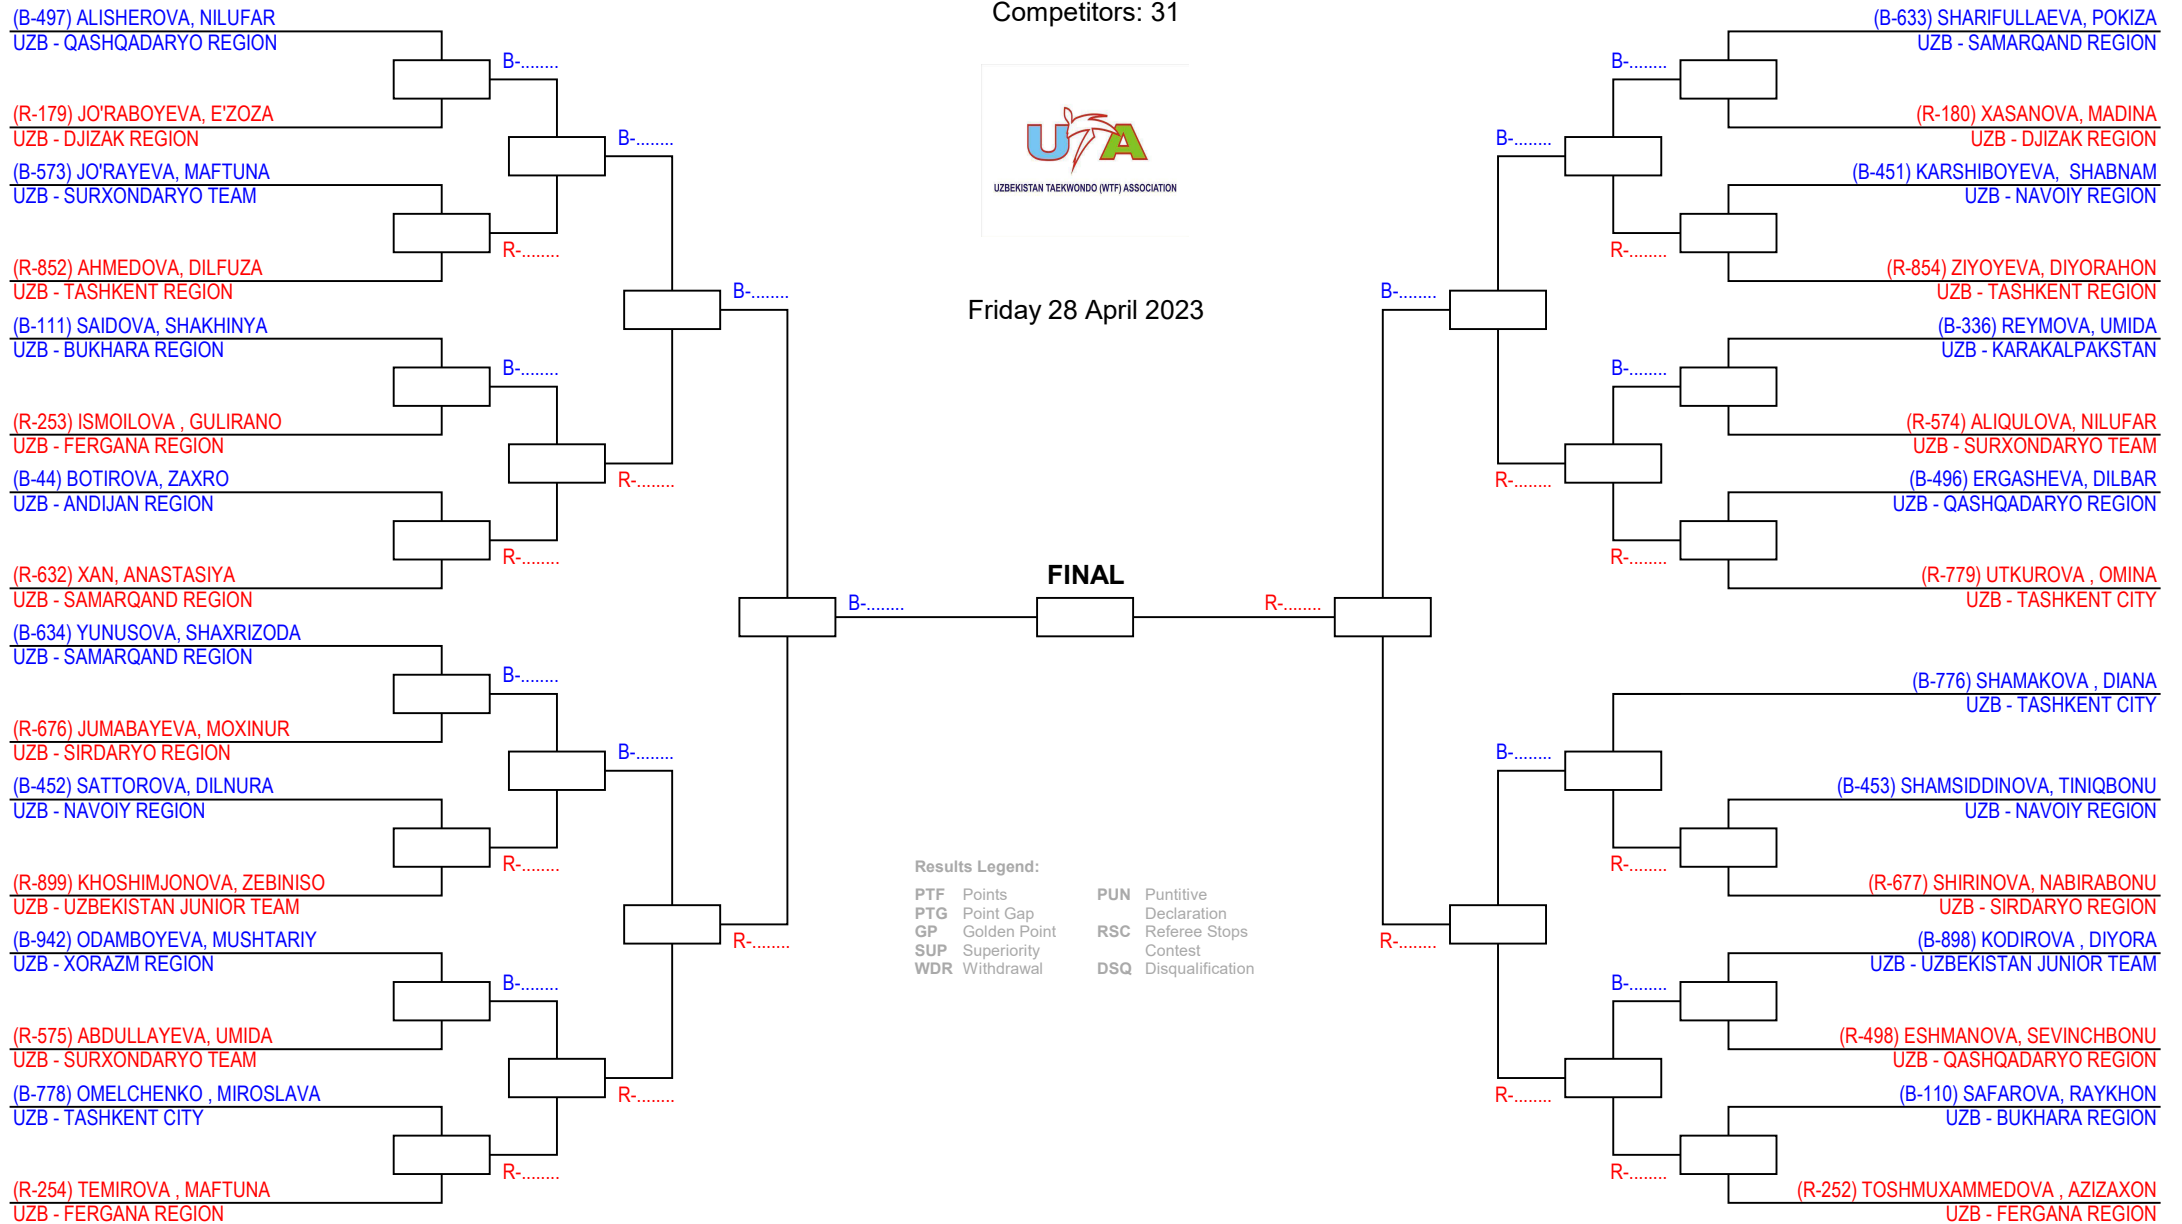 Competitors: 31
UTA
UZBEKISTAN TAEKWONDO (WTF) ASSOCIATION
Friday 28 April 2023
(B-497) ALISHEROVA, NILUFAR
UZB - QASHQADARYO REGION
B-........
(R-179) JO'RABOYEVA, E'ZOZA
UZB - DJIZAK REGION
B-........
(B-573) JO'RAYEVA, MAFTUNA
UZB - SURXONDARYO TEAM
R-........
(R-852) AHMEDOVA, DILFUZA
UZB - TASHKENT REGION
B-........
(B-111) SAIDOVA, SHAKHINYA
UZB - BUKHARA REGION
B-........
(R-253) ISMOILOVA , GULIRANO
UZB - FERGANA REGION
R-........
(B-44) BOTIROVA, ZAXRO
UZB - ANDIJAN REGION
R-........
(R-632) XAN, ANASTASIYA
UZB - SAMARQAND REGION
B-........
(B-634) YUNUSOVA, SHAXRIZODA
UZB - SAMARQAND REGION
B-........
(R-676) JUMABAYEVA, MOXINUR
UZB - SIRDARYO REGION
B-........
(B-452) SATTOROVA, DILNURA
UZB - NAVOIY REGION
R-........
(R-899) KHOSHIMJONOVA, ZEBINISO
UZB - UZBEKISTAN JUNIOR TEAM
R-........
(B-942) ODAMBOYEVA, MUSHTARIY
UZB - XORAZM REGION
B-........
(R-575) ABDULLAYEVA, UMIDA
UZB - SURXONDARYO TEAM
R-........
(B-778) OMELCHENKO , MIROSLAVA
UZB - TASHKENT CITY
R-........
(R-254) TEMIROVA , MAFTUNA
UZB - FERGANA REGION
FINAL
Results Legend:
PTF Points
PTG Point Gap
GP Golden Point
SUP Superiority
WDR Withdrawal
PUN Puntitive
Declaration
RSC Referee Stops
Contest
DSQ Disqualification
(B-633) SHARIFULLAEVA, POKIZA
UZB - SAMARQAND REGION
B-........
(R-180) XASANOVA, MADINA
UZB - DJIZAK REGION
B-........
(B-451) KARSHIBOYEVA, SHABNAM
UZB - NAVOIY REGION
R-........
(R-854) ZIYOYEVA, DIYORAHON
UZB - TASHKENT REGION
B-........
(B-336) REYMOVA, UMIDA
UZB - KARAKALPAKSTAN
B-........
(R-574) ALIQULOVA, NILUFAR
UZB - SURXONDARYO TEAM
R-........
(B-496) ERGASHEVA, DILBAR
UZB - QASHQADARYO REGION
R-........
(R-779) UTKUROVA , OMINA
UZB - TASHKENT CITY
R-........
(B-776) SHAMAKOVA , DIANA
UZB - TASHKENT CITY
B-........
(B-453) SHAMSIDDINOVA, TINIQBONU
UZB - NAVOIY REGION
R-........
(R-677) SHIRINOVA, NABIRABONU
UZB - SIRDARYO REGION
R-........
(B-898) KODIROVA , DIYORA
UZB - UZBEKISTAN JUNIOR TEAM
B-........
(R-498) ESHMANOVA, SEVINCHBONU
UZB - QASHQADARYO REGION
R-........
(B-110) SAFAROVA, RAYKHON
UZB - BUKHARA REGION
R-........
(R-252) TOSHMUXAMMEDOVA , AZIZAXON
UZB - FERGANA REGION